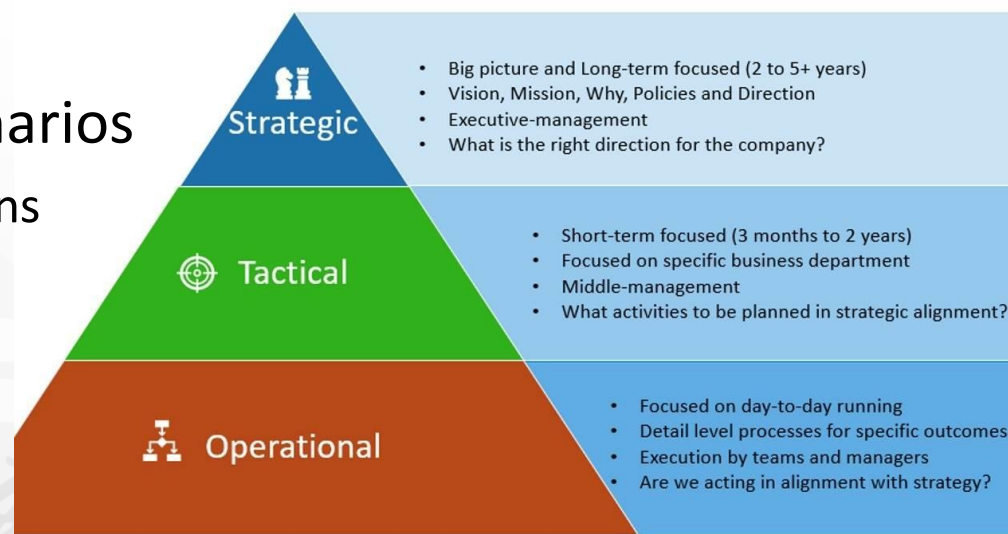 narios
ns
Strategic
• Big picture and Long-term focused (2 to 5+ years)
• Vision, Mission, Why, Policies and Direction
• Executive-management
• What is the right direction for the company?
Tactical
• Short-term focused (3 months to 2 years)
• Focused on specific business department
• Middle-management
• What activities to be planned in strategic alignment?
Operational
• Focused on day-to-day running
• Detail level processes for specific outcomes
• Execution by teams and managers
• Are we acting in alignment with strategy?